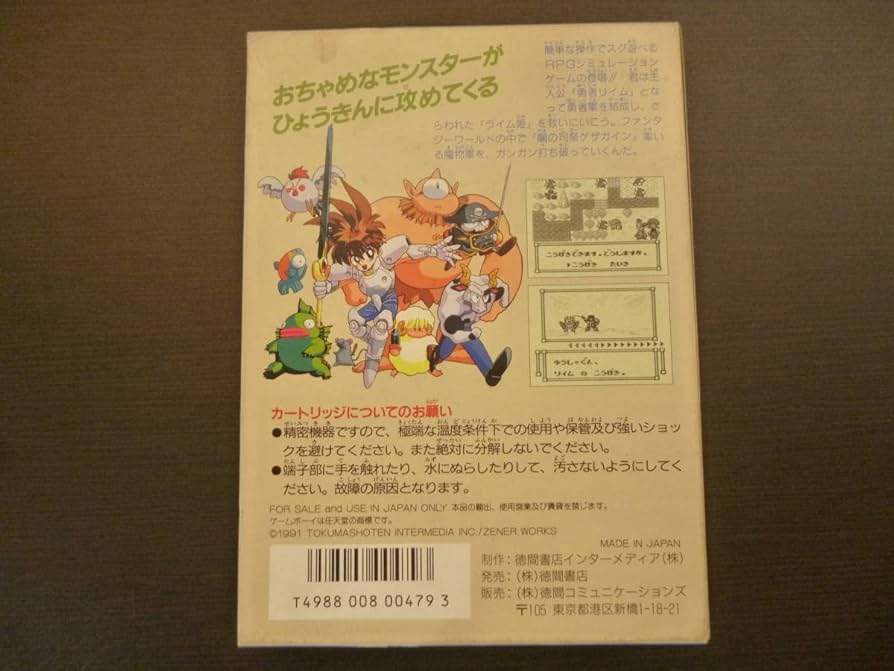 おちゃめなモンスターが
ひょうきんに攻めてくる
簡単な操作でスグ遊べる
RPGシミュレーション
ゲームの登場!! 君は主
人公『勇者リイム』とな
って勇者軍を結成し、さ
らわれた『ライム姫』を救いにいこう。ファンタ
ジーワールドの中で『闇の司祭ゲザガイン』率い
る魔物軍を、ガンガン打ち破っていくんだ。
こうげきできます。どうしますか。
▶こうげき たいき
ゆうしゃくん、
リイム の こうげき。
カートリッジについてのお願い
●精密機器ですので、極端な温度条件下での使用や保管及び強いショッ
クを避けてください。また絶対に分解しないでください。
●端子部に手を触れたり、水にぬらしたりして、汚さないようにしてく
ださい。故障の原因となります。
FOR SALE and USE IN JAPAN ONLY 本品の輸出、使用営業及び賃貸を禁じます。
ゲームボーイは任天堂の商標です。
©1991 TOKUMASHOTEN INTERMEDIA INC./ZENER WORKS
MADE IN JAPAN
制作：徳間書店インターメディア(株)
発売：(株)徳間書店
販売：(株)徳間コミュニケーションズ
〒105 東京都港区新橋1-18-21
T4988 008 00479 3